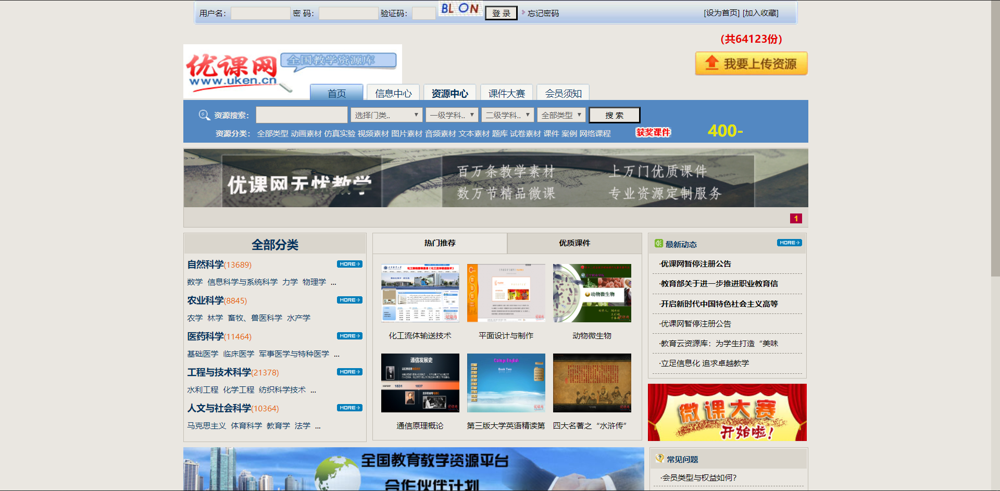 用户名： 密 码： 验证码： BLON 登 录 忘记密码 [设为首页] [加入收藏]
(共64123份)
我要上传资源
优课网 全国教学资源库
www.uken.cn
首页 信息中心 资源中心 课件大赛 会员须知
资源搜索： 选择门类.. 一级学科.. 二级学科.. 全部类型 搜 索
资源分类： 全部类型 动画素材 仿真实验 视频素材 图片素材 音频素材 文本素材 题库 试卷素材 课件 案例 网络课程 获奖课件 400-
优课网无忧教学
百万条教学素材 上万门优质课件
数万节精品微课 专业资源定制服务
1
全部分类
自然科学(13689) MORE
数学 信息科学与系统科学 力学 物理学 ...
农业科学(8845) MORE
农学 林学 畜牧、兽医科学 水产学
医药科学(11464) MORE
基础医学 临床医学 军事医学与特种医学 ...
工程与技术科学(21378) MORE
水利工程 化学工程 纺织科学技术 ...
人文与社会科学(10364) MORE
马克思主义 体育科学 教育学 法学 ...
热门推荐 优质课件
动物微生物
化工流体输送技术 平面设计与制作 动物微生物
通信发展史
HISTORY 1831 1837
Book Two
通信原理概论 第三版大学英语精读第 四大名著之“水浒传”
最新动态 MORE
·优课网暂停注册公告
·教育部关于进一步推进职业教育信
·开启新时代中国特色社会主义高等
·优课网暂停注册公告
·教育云资源库：为学生打造“美味
·立足信息化 追求卓越教学
微课大赛
开始啦！
全国教育教学资源平台
合作伙伴计划
常见问题
·会员类型与权益如何？